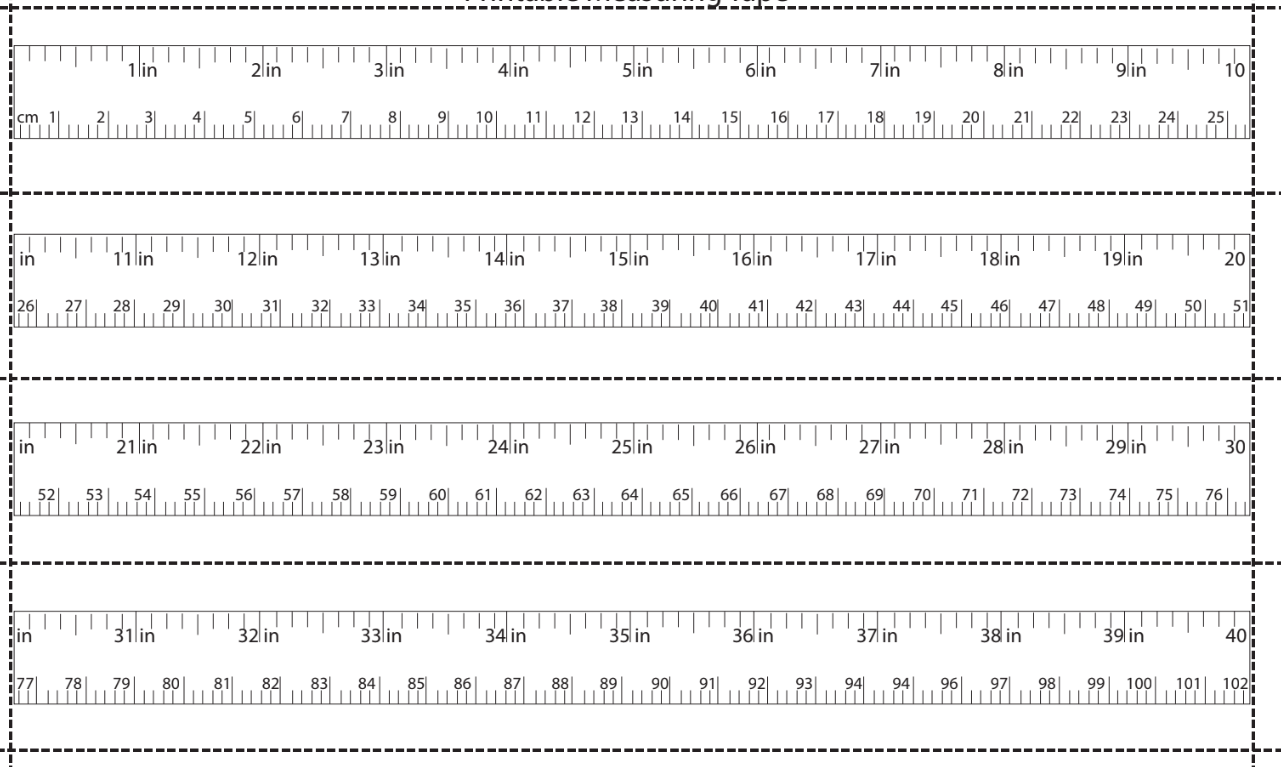 Printable measuring tape
1 in 2 in 3 in 4 in 5 in 6 in 7 in 8 in 9 in 10
cm 1 2 3 4 5 6 7 8 9 10 11 12 13 14 15 16 17 18 19 20 21 22 23 24 25
in 11 in 12 in 13 in 14 in 15 in 16 in 17 in 18 in 19 in 20
26 27 28 29 30 31 32 33 34 35 36 37 38 39 40 41 42 43 44 45 46 47 48 49 50 51
in 21 in 22 in 23 in 24 in 25 in 26 in 27 in 28 in 29 in 30
52 53 54 55 56 57 58 59 60 61 62 63 64 65 66 67 68 69 70 71 72 73 74 75 76
in 31 in 32 in 33 in 34 in 35 in 36 in 37 in 38 in 39 in 40
77 78 79 80 81 82 83 84 85 86 87 88 89 90 91 92 93 94 94 96 97 98 99 100 101 102